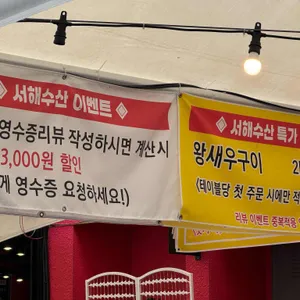 서해수산 이벤트
영수증리뷰 작성하시면 계산시
3,000원 할인
게 영수증 요청하세요!)
서해수산 특가
왕새우구이
(테이블당 첫 주문 시에만 적
리뷰 이벤트 중복적용